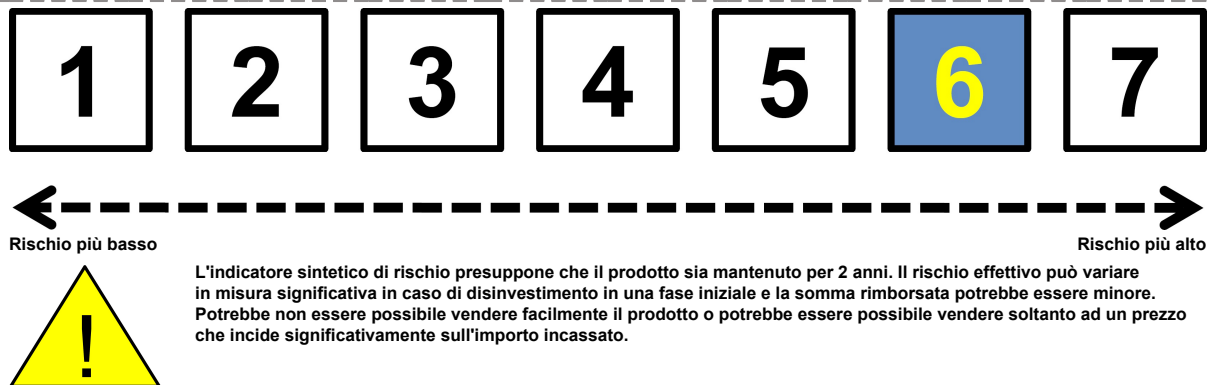 1 2 3 4 5 6 7
Rischio più basso Rischio più alto
!
L'indicatore sintetico di rischio presuppone che il prodotto sia mantenuto per 2 anni. Il rischio effettivo può variare
in misura significativa in caso di disinvestimento in una fase iniziale e la somma rimborsata potrebbe essere minore.
Potrebbe non essere possibile vendere facilmente il prodotto o potrebbe essere possibile vendere soltanto ad un prezzo
che incide significativamente sull'importo incassato.